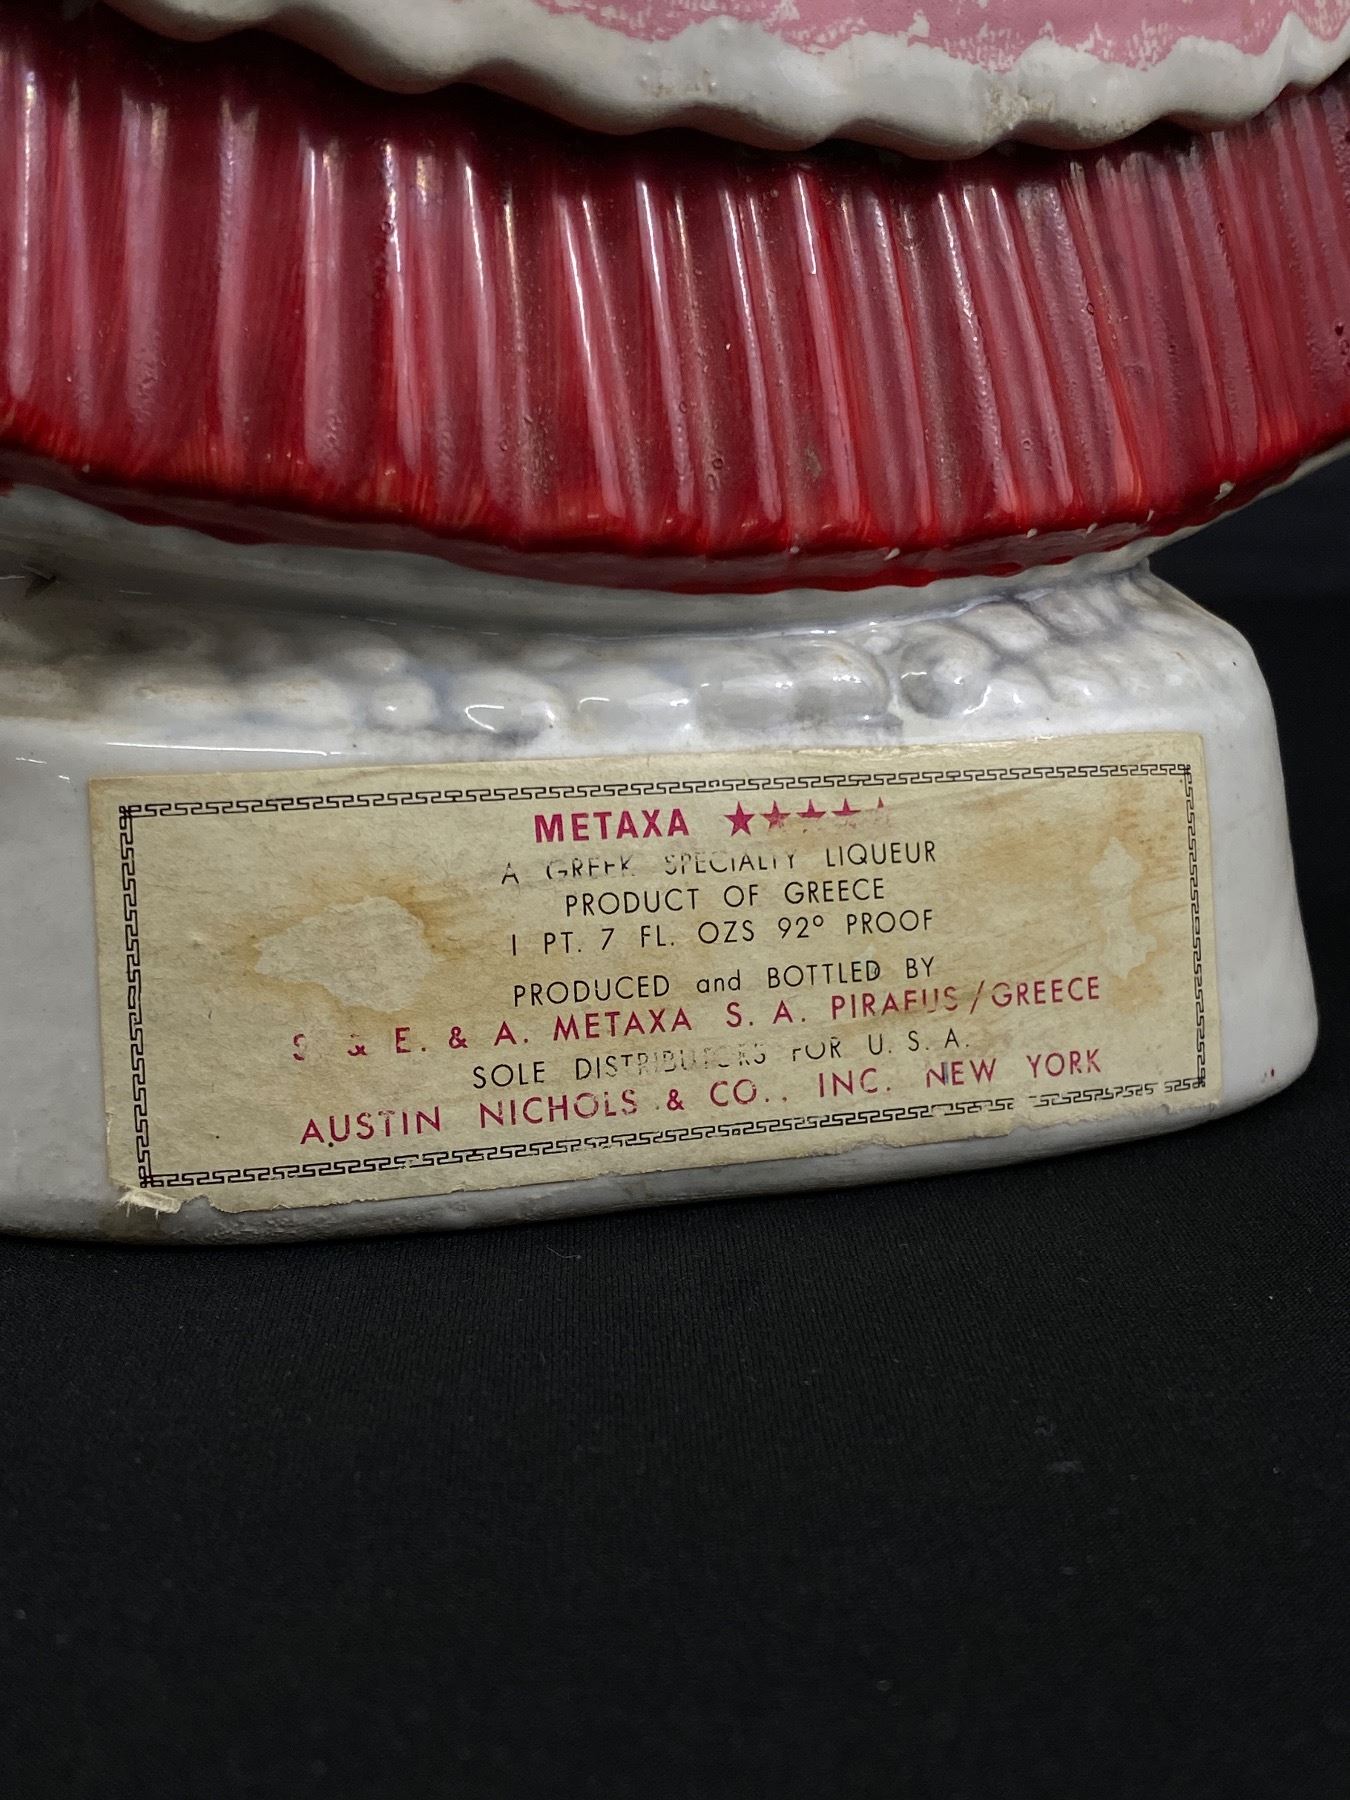 METAXA ★★★★★
A GREEK SPECIALTY LIQUEUR
PRODUCT OF GREECE
1 PT. 7 FL. OZS 92° PROOF
PRODUCED and BOTTLED BY
S. & E. & A. METAXA S. A. PIRAEUS/GREECE
SOLE DISTRIBUTORS FOR U. S. A.
AUSTIN NICHOLS & CO., INC. NEW YORK